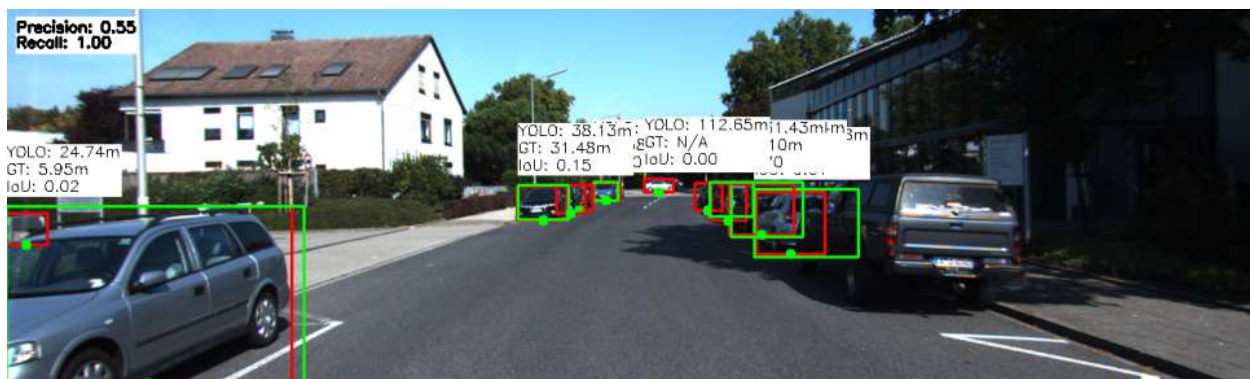 Precision: 0.55
Recall: 1.00
YOLO: 24.74m
GT: 5.95m
IoU: 0.02
YOLO: 38.13m
GT: 31.48m
IoU: 0.15
YOLO: 112.65m
GT: N/A
IoU: 0.00